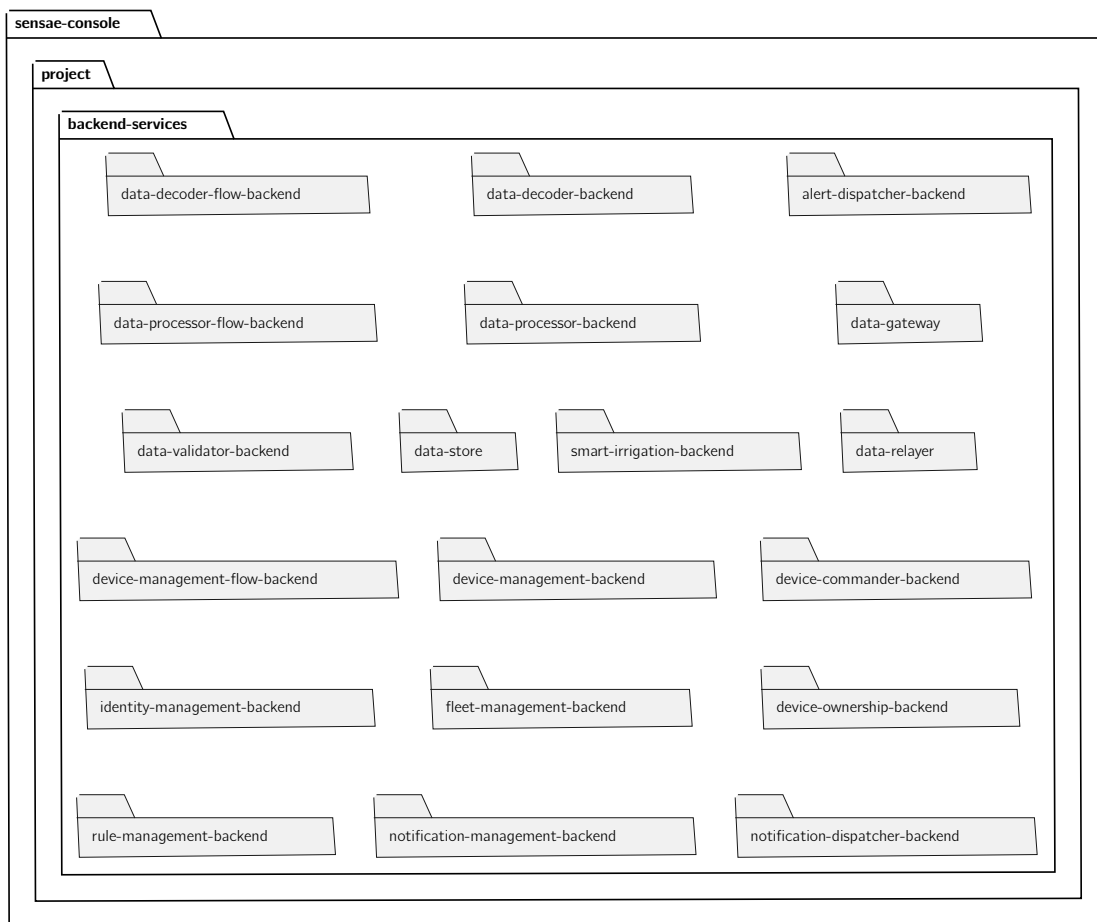 sensae-console
project
backend-services
data-decoder-flow-backend
data-decoder-backend
alert-dispatcher-backend
data-processor-flow-backend
data-processor-backend
data-gateway
data-validator-backend
data-store
smart-irrigation-backend
data-relayer
device-management-flow-backend
device-management-backend
device-commander-backend
identity-management-backend
fleet-management-backend
device-ownership-backend
rule-management-backend
notification-management-backend
notification-dispatcher-backend